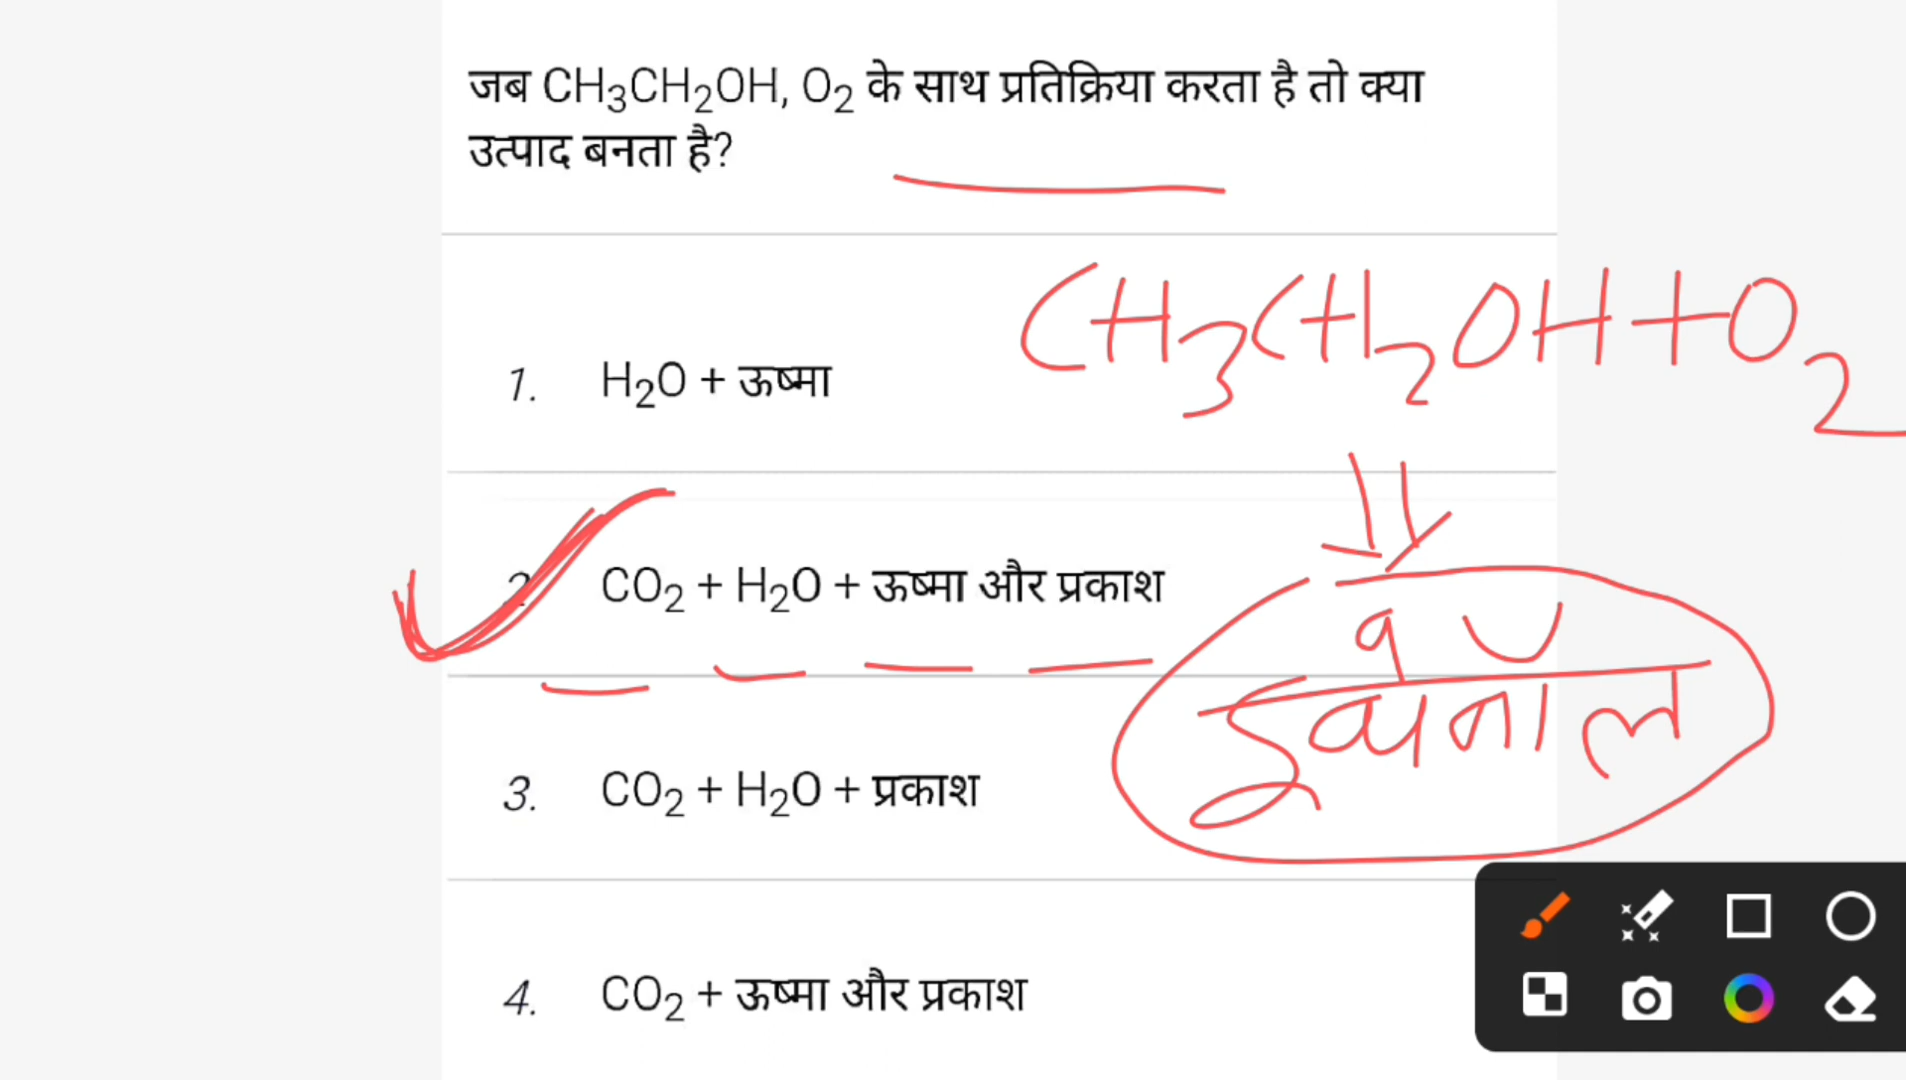 जब CH₃CH₂OH, O₂ के साथ प्रतिक्रिया करता है तो क्या
उत्पाद बनता है?
CH₃CH₂OH + O₂
1. H₂O + ऊष्मा
2. CO₂ + H₂O + ऊष्मा और प्रकाश
3. CO₂ + H₂O + प्रकाश
4. CO₂ + ऊष्मा और प्रकाश